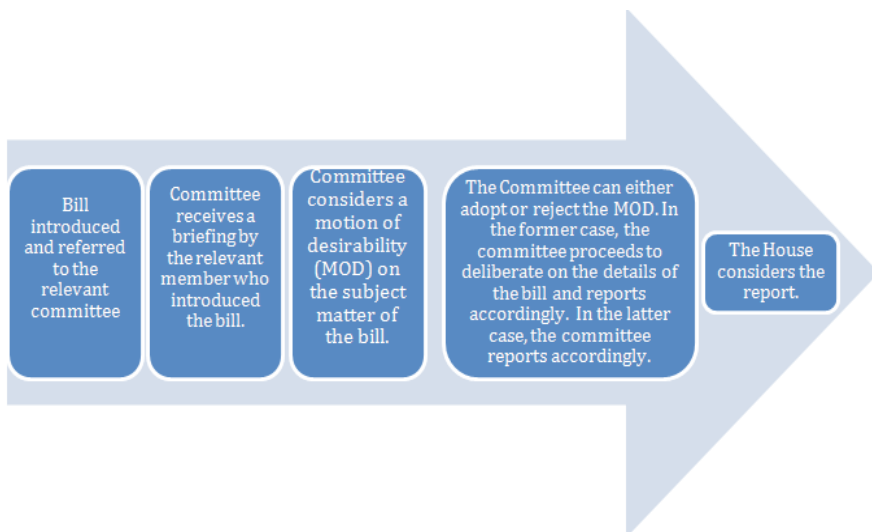 Bill
introduced
and referred
to the
relevant
committee
Committee
receives a
briefing by
the relevant
member who
introduced
the bill.
Committee
considers a
motion of
desirability
(MOD) on
the subject
matter of
the bill.
The Committee can either
adopt or reject the MOD. In
the former case, the
committee proceeds to
deliberate on the details of
the bill and reports
accordingly. In the latter
case, the committee
reports accordingly.
The House
considers the
report.